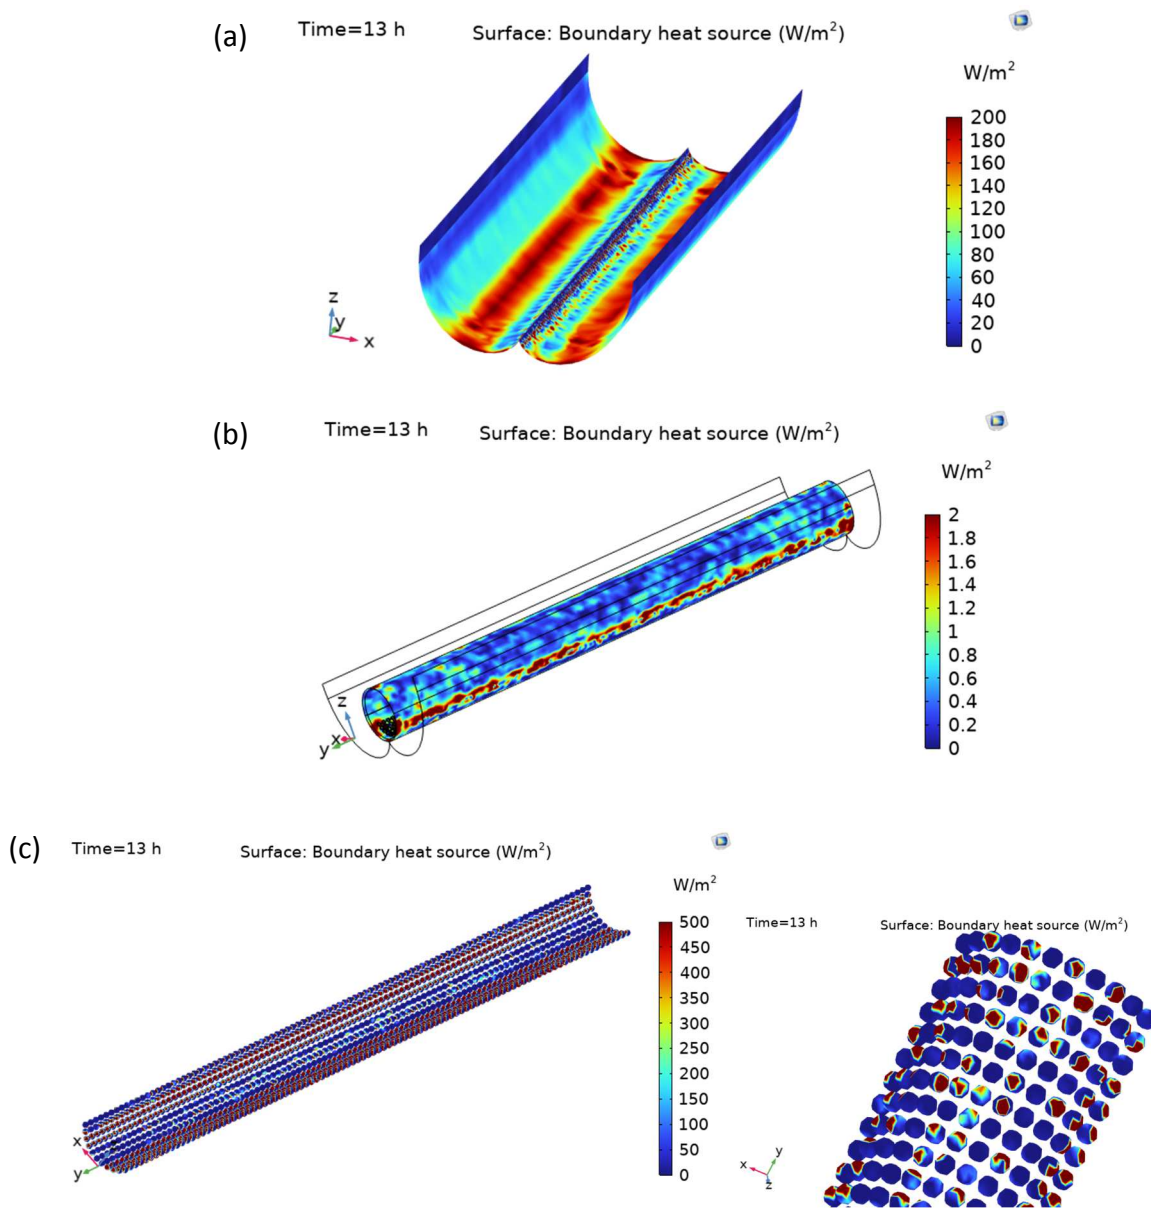 (a) Time=13 h Surface: Boundary heat source (W/m²)
W/m²
200
180
160
140
120
100
80
60
40
20
0
z
y
x
(b) Time=13 h Surface: Boundary heat source (W/m²)
W/m²
2
1.8
1.6
1.4
1.2
1
0.8
0.6
0.4
0.2
0
z
x
y
(c) Time=13 h Surface: Boundary heat source (W/m²)
W/m²
500
450
400
350
300
250
200
150
100
50
0
x
y
Time=13 h Surface: Boundary heat source (W/m²)
y
x
z